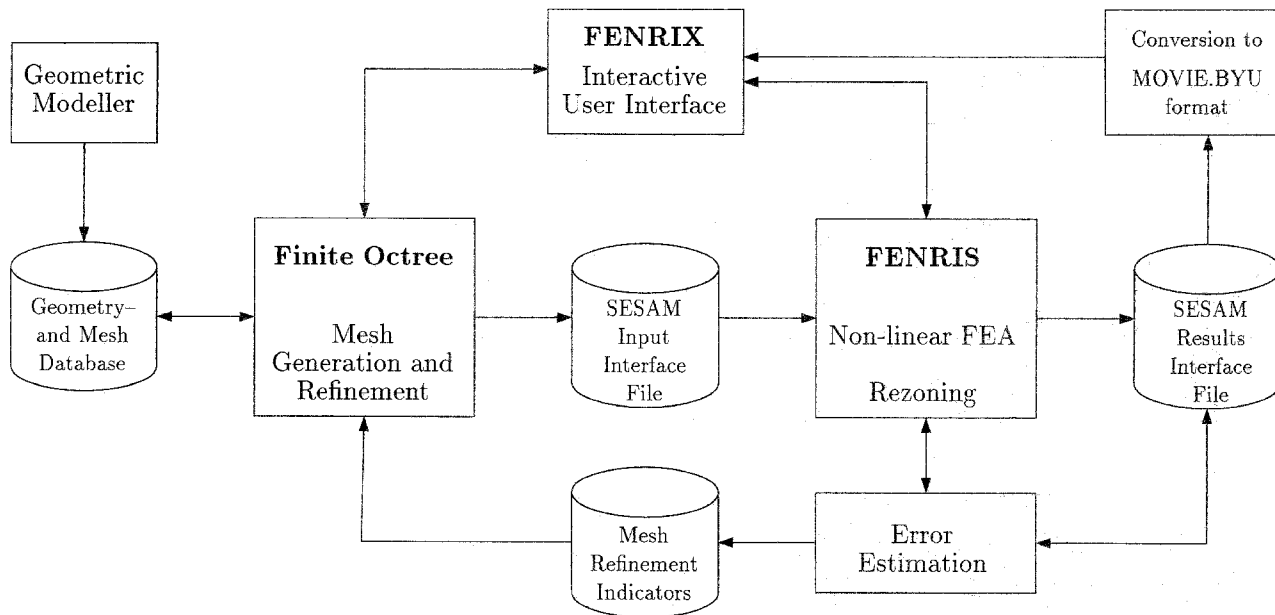 Geometric
Modeller
FENRIX
Interactive
User Interface
Conversion to
MOVIE.BYU
format
Geometry–
and Mesh
Database
Finite Octree
Mesh
Generation and
Refinement
SESAM
Input
Interface
File
FENRIS
Non-linear FEA
Rezoning
SESAM
Results
Interface
File
Mesh
Refinement
Indicators
Error
Estimation